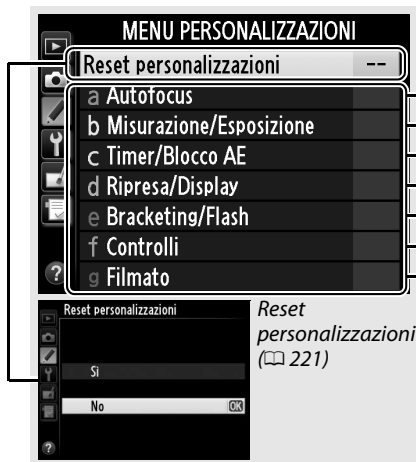 MENU PERSONALIZZAZIONI
Reset personalizzazioni --
a Autofocus
b Misurazione/Esposizione
c Timer/Blocco AE
d Ripresa/Display
e Bracketing/Flash
f Controlli
g Filmato
?
Reset personalizzazioni
Sì
No OK
?
Reset
personalizzazioni
(📖 221)